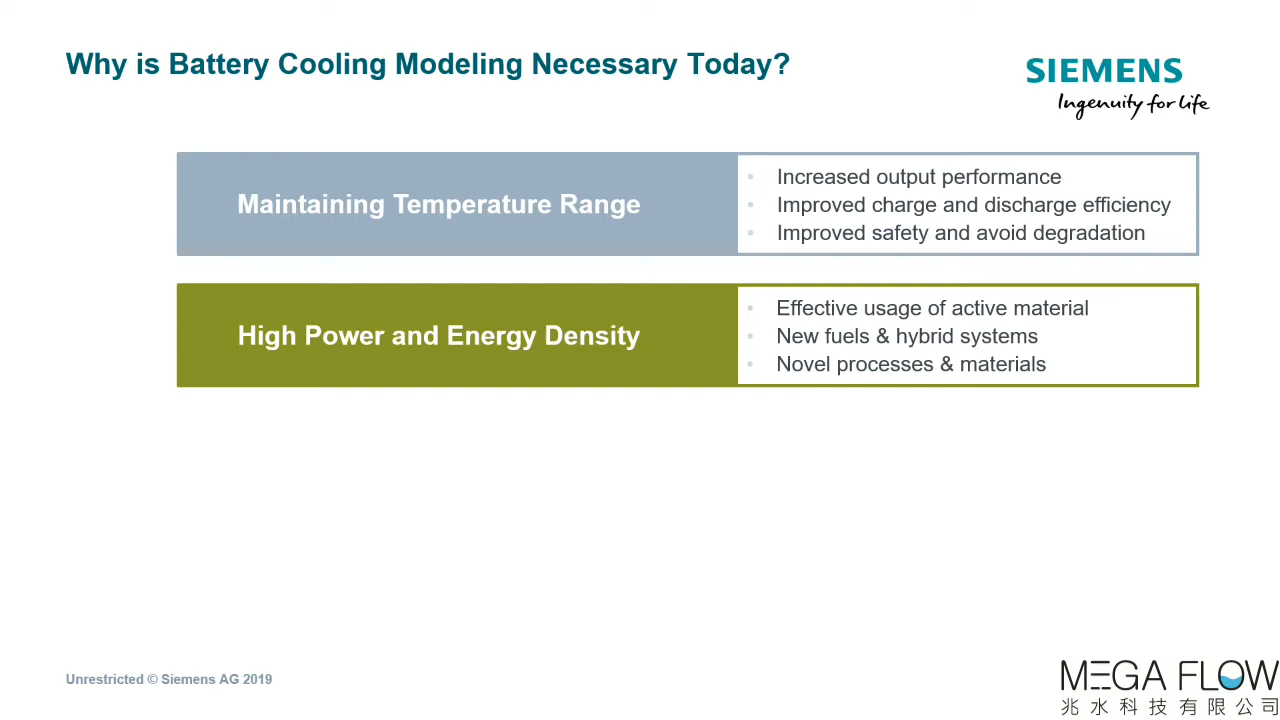 Why is Battery Cooling Modeling Necessary Today?
SIEMENS
Ingenuity for life
Maintaining Temperature Range
• Increased output performance
• Improved charge and discharge efficiency
• Improved safety and avoid degradation
High Power and Energy Density
• Effective usage of active material
• New fuels & hybrid systems
• Novel processes & materials
Unrestricted © Siemens AG 2019
MEGA FLOW
兆水科技有限公司